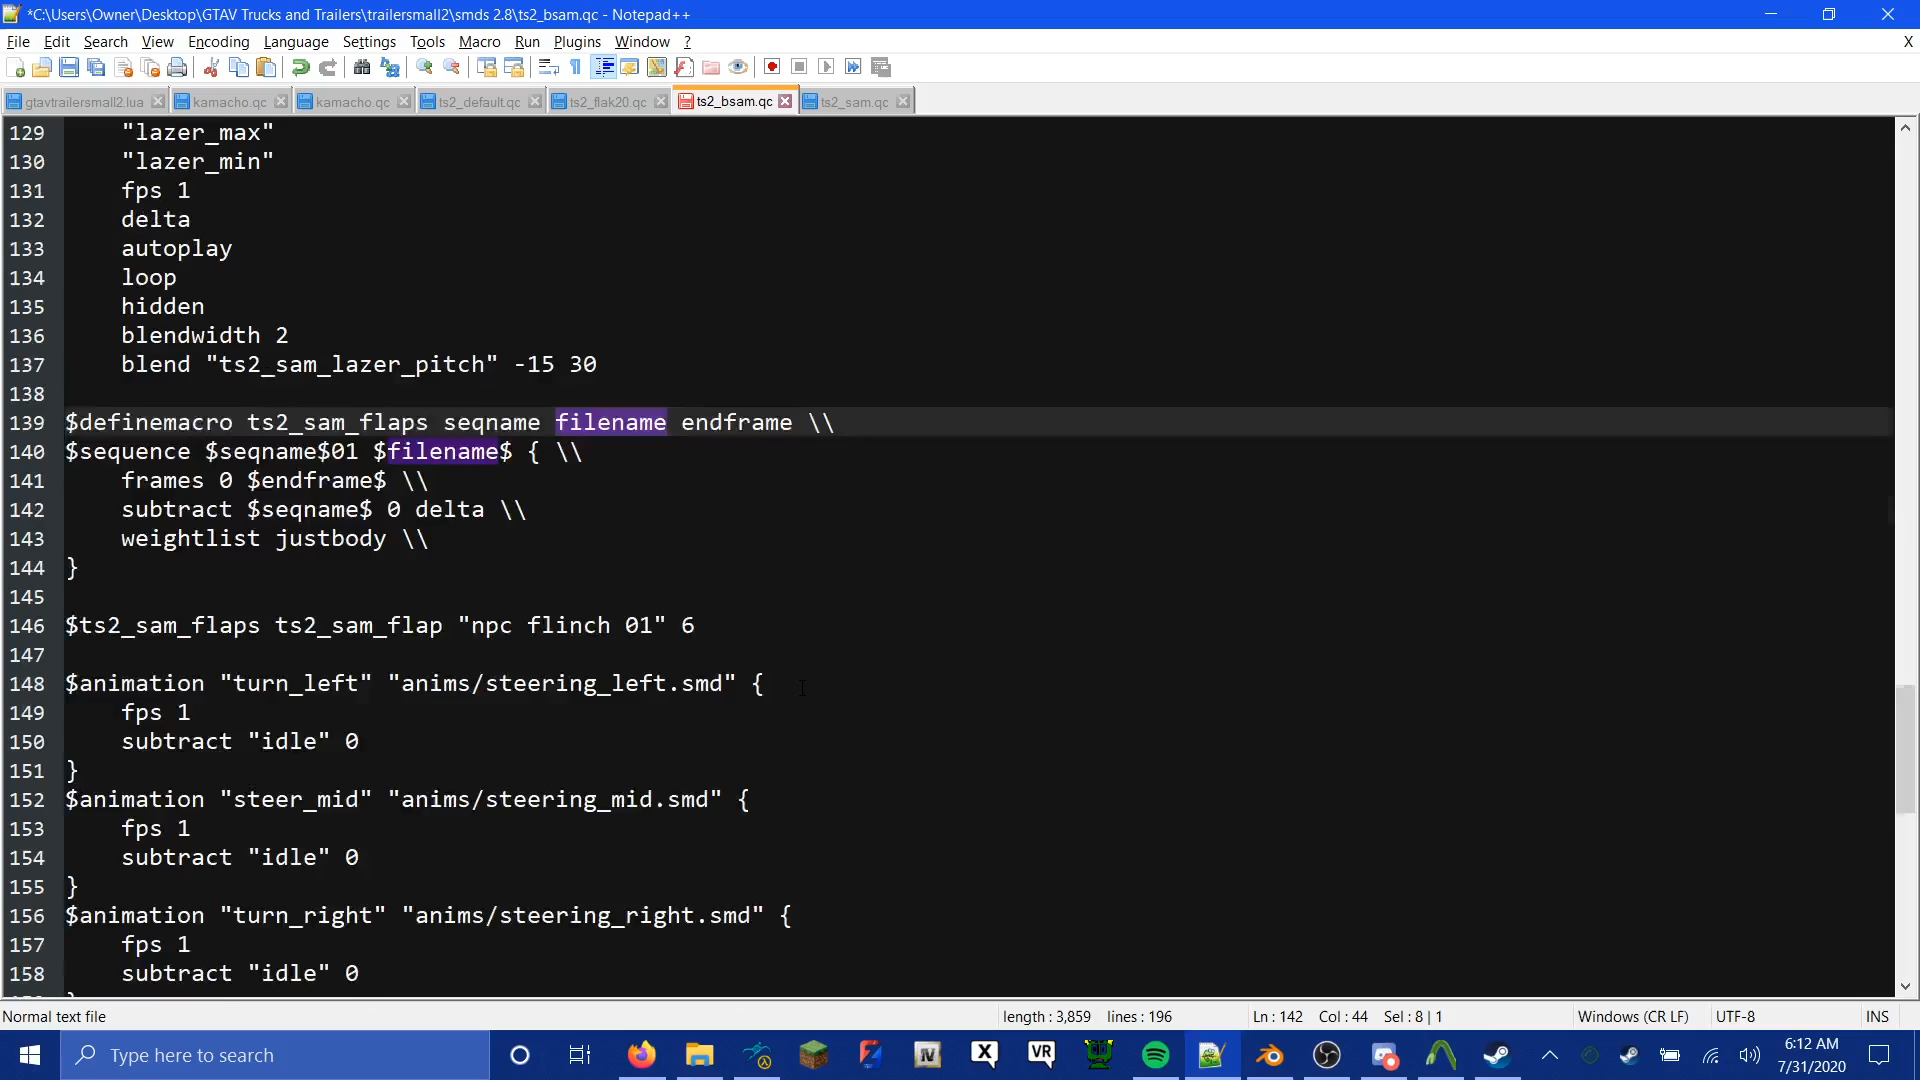 *C:\Users\Owner\Desktop\GTAV Trucks and Trailers\trailersmall2\smds 2.8\ts2_bsam.qc - Notepad++
File Edit Search View Encoding Language Settings Tools Macro Run Plugins Window ? X
gtavtrailersmall2.lua kamacho.qc kamacho.qc ts2_default.qc ts2_flak20.qc ts2_bsam.qc ts2_sam.qc
129 "lazer_max"
130 "lazer_min"
131 fps 1
132 delta
133 autoplay
134 loop
135 hidden
136 blendwidth 2
137 blend "ts2_sam_lazer_pitch" -15 30
138
139 $definemacro ts2_sam_flaps seqname filename endframe \\
140 $sequence $seqname$01 $filename$ { \\
141 frames 0 $endframe$ \\
142 subtract $seqname$ 0 delta \\
143 weightlist justbody \\
144 }
145
146 $ts2_sam_flaps ts2_sam_flap "npc flinch 01" 6
147
148 $animation "turn_left" "anims/steering_left.smd" {
149 fps 1
150 subtract "idle" 0
151 }
152 $animation "steer_mid" "anims/steering_mid.smd" {
153 fps 1
154 subtract "idle" 0
155 }
156 $animation "turn_right" "anims/steering_right.smd" {
157 fps 1
158 subtract "idle" 0
Normal text file length : 3,859 lines : 196 Ln : 142 Col : 44 Sel : 8 | 1 Windows (CR LF) UTF-8 INS
Type here to search IV X VR 6:12 AM
7/31/2020